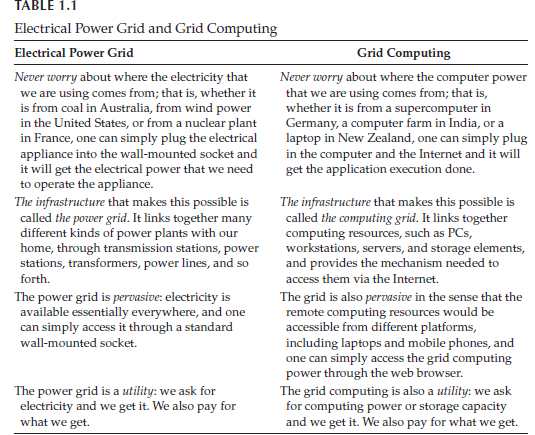 TABLE 1.1
Electrical Power Grid and Grid Computing
Electrical Power Grid
Grid Computing
Never worry about where the electricity that
we are using comes from; that is, whether it
is from coal in Australia, from wind power
in the United States, or from a nuclear plant
in France, one can simply plug the electrical
appliance into the wall-mounted socket and
it will get the electrical power that we need
to operate the appliance.
Never worry about where the computer power
that we are using comes from; that is,
whether it is from a supercomputer in
Germany, a computer farm in India, or a
laptop in New Zealand, one can simply plug
in the computer and the Internet and it will
get the application execution done.
The infrastructure that makes this possible is
called the power grid. It links together many
different kinds of power plants with our
home, through transmission stations, power
stations, transformers, power lines, and so
forth.
The infrastructure that makes this possible is
called the computing grid. It links together
computing resources, such as PCs,
workstations, servers, and storage elements,
and provides the mechanism needed to
access them via the Internet.
The power grid is pervasive: electricity is
available essentially everywhere, and one
can simply access it through a standard
wall-mounted socket.
The grid is also pervasive in the sense that the
remote computing resources would be
accessible from different platforms,
including laptops and mobile phones, and
one can simply access the grid computing
power through the web browser.
The power grid is a utility: we ask for
electricity and we get it. We also pay for
what we get.
The grid computing is also a utility: we ask
for computing power or storage capacity
and we get it. We also pay for what we get.